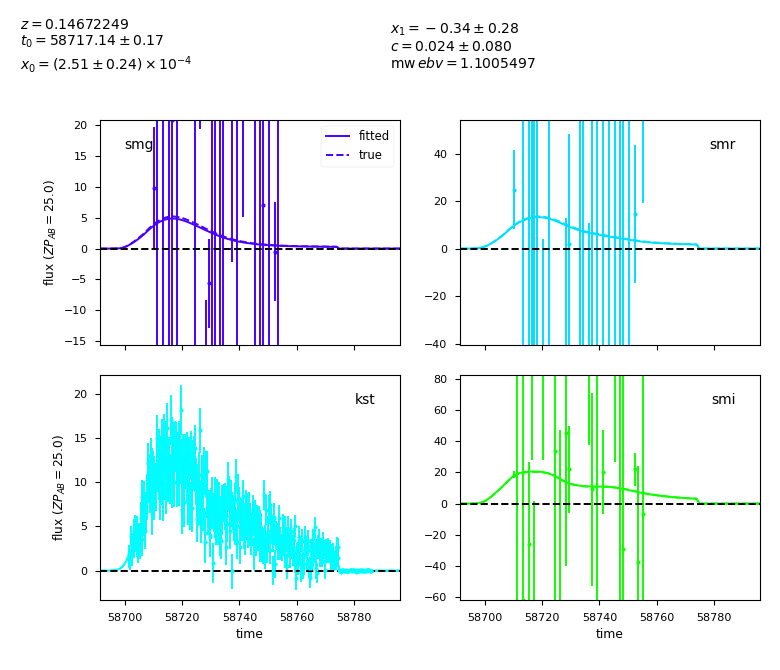 z = 0.14672249
t0 = 58717.14 ± 0.17
x0 = (2.51 ± 0.24) × 10^−4
x1 = −0.34 ± 0.28
c = 0.024 ± 0.080
mw ebv = 1.1005497
smg
fitted
true
20
15
10
5
0
−5
−10
−15
flux (ZP_AB = 25.0)
smr
40
20
0
−20
−40
kst
20
15
10
5
0
flux (ZP_AB = 25.0)
58700 58720 58740 58760 58780
time
smi
80
60
40
20
0
−20
−40
−60
58700 58720 58740 58760 58780
time